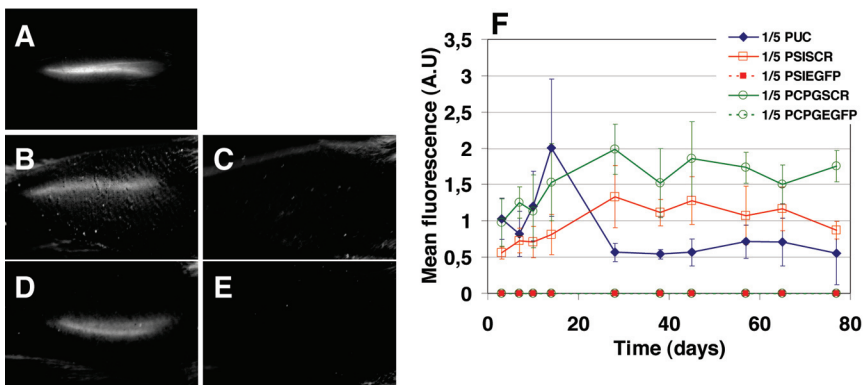 A
B
C
D
E
F
1/5 PUC
1/5 PSISCR
1/5 PSIEGFP
1/5 PCPGSCR
1/5 PCPGEGFP
Mean fluorescence (A.U)
3,5
3
2,5
2
1,5
1
0,5
0
0 20 40 60 80
Time (days)